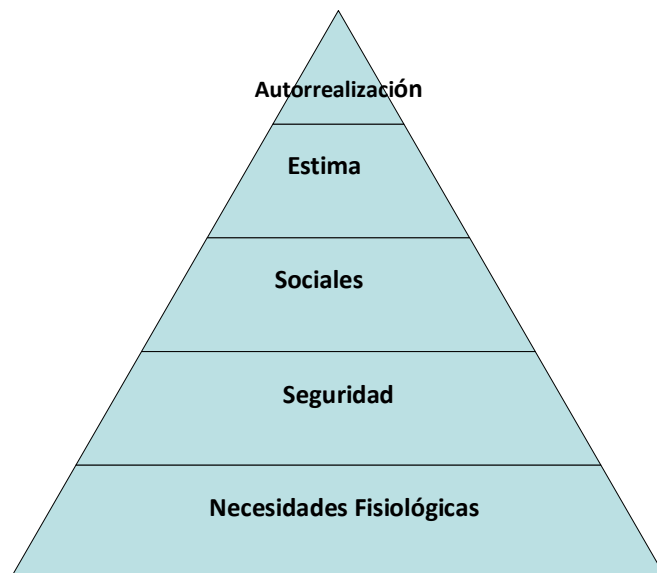 Autorrealización
Estima
Sociales
Seguridad
Necesidades Fisiológicas